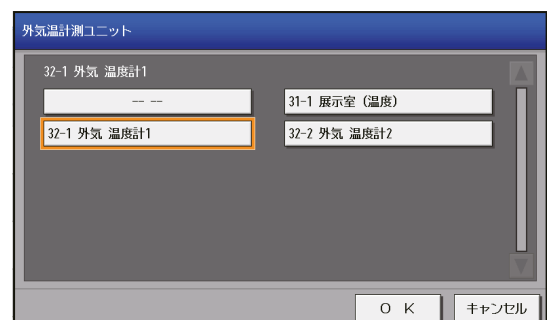 外気温計測ユニット
32-1 外気 温度計1
-- --
31-1 展示室 (温度)
32-1 外気 温度計1
32-2 外気 温度計2
O K
キャンセル